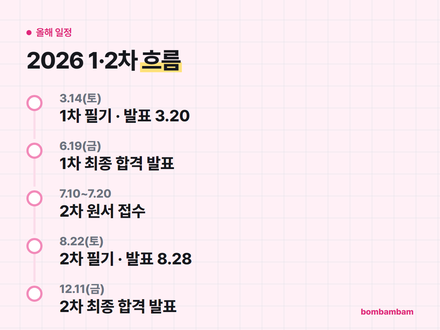 올해 일정
2026 1·2차 흐름
3.14(토)
1차 필기 · 발표 3.20
6.19(금)
1차 최종 합격 발표
7.10~7.20
2차 원서 접수
8.22(토)
2차 필기 · 발표 8.28
12.11(금)
2차 최종 합격 발표
bombambam